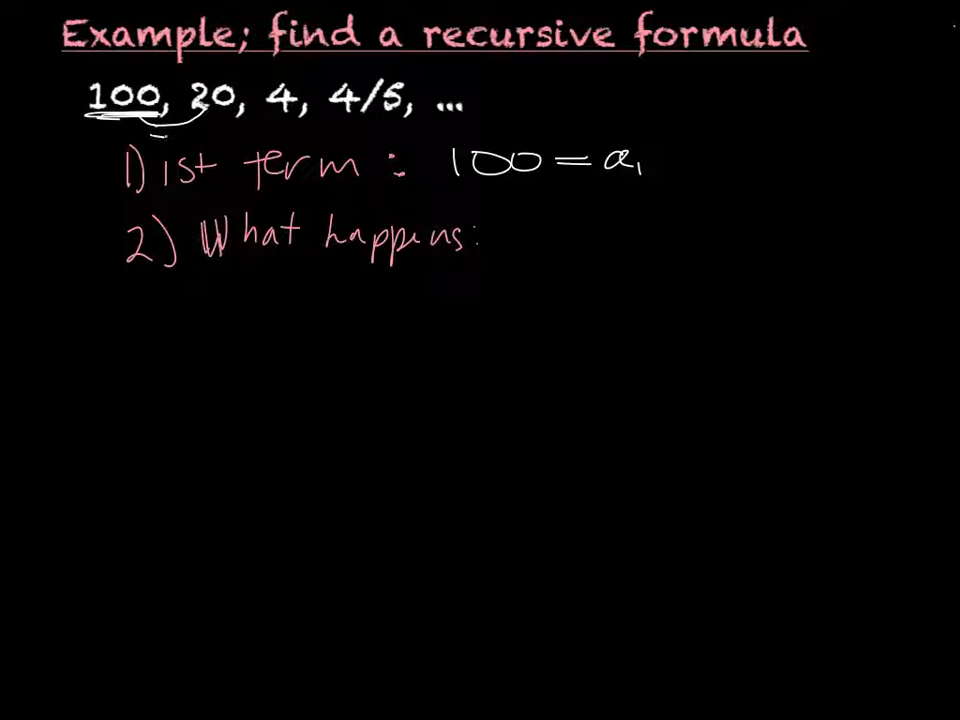 Example; find a recursive formula
100, 20, 4, 4/5, ...
1) 1st term : 100 = a₁
2) What happens: